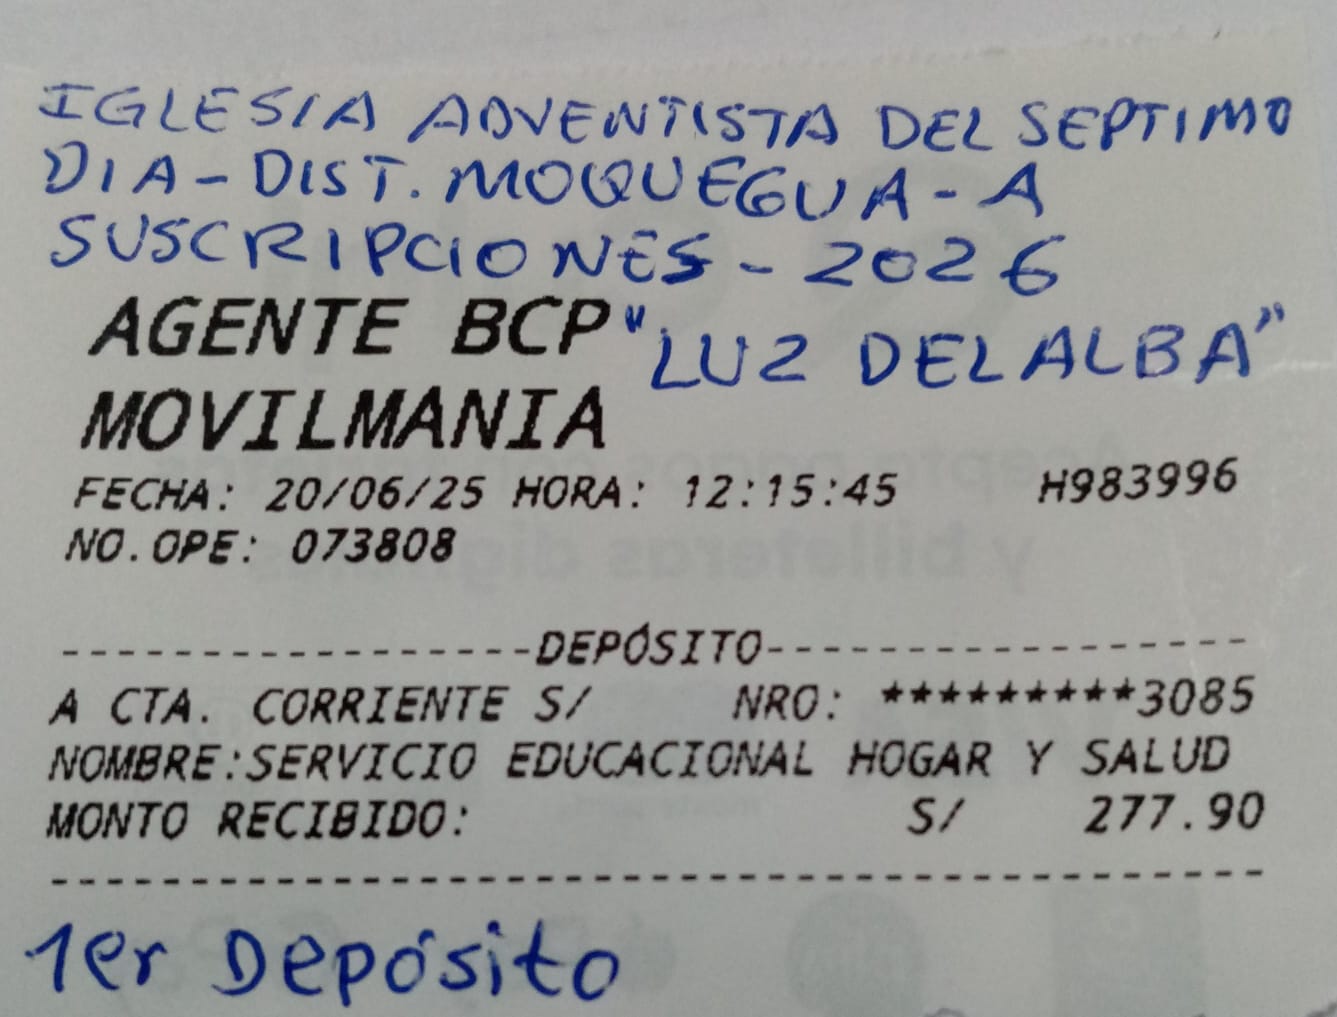 IGLESIA ADVENTISTA DEL SEPTIMO
DIA - DIST. MOQUEGUA - A
SUSCRIPCIONES - 2026
AGENTE BCP "LUZ DEL ALBA"
MOVILMANIA
FECHA: 20/06/25 HORA: 12:15:45 H983996
NO.OPE: 073808
-----------------DEPÓSITO-----------------
A CTA. CORRIENTE S/ NRO: *********3085
NOMBRE:SERVICIO EDUCACIONAL HOGAR Y SALUD
MONTO RECIBIDO: S/ 277.90
--------------------------------------------
1er Depósito